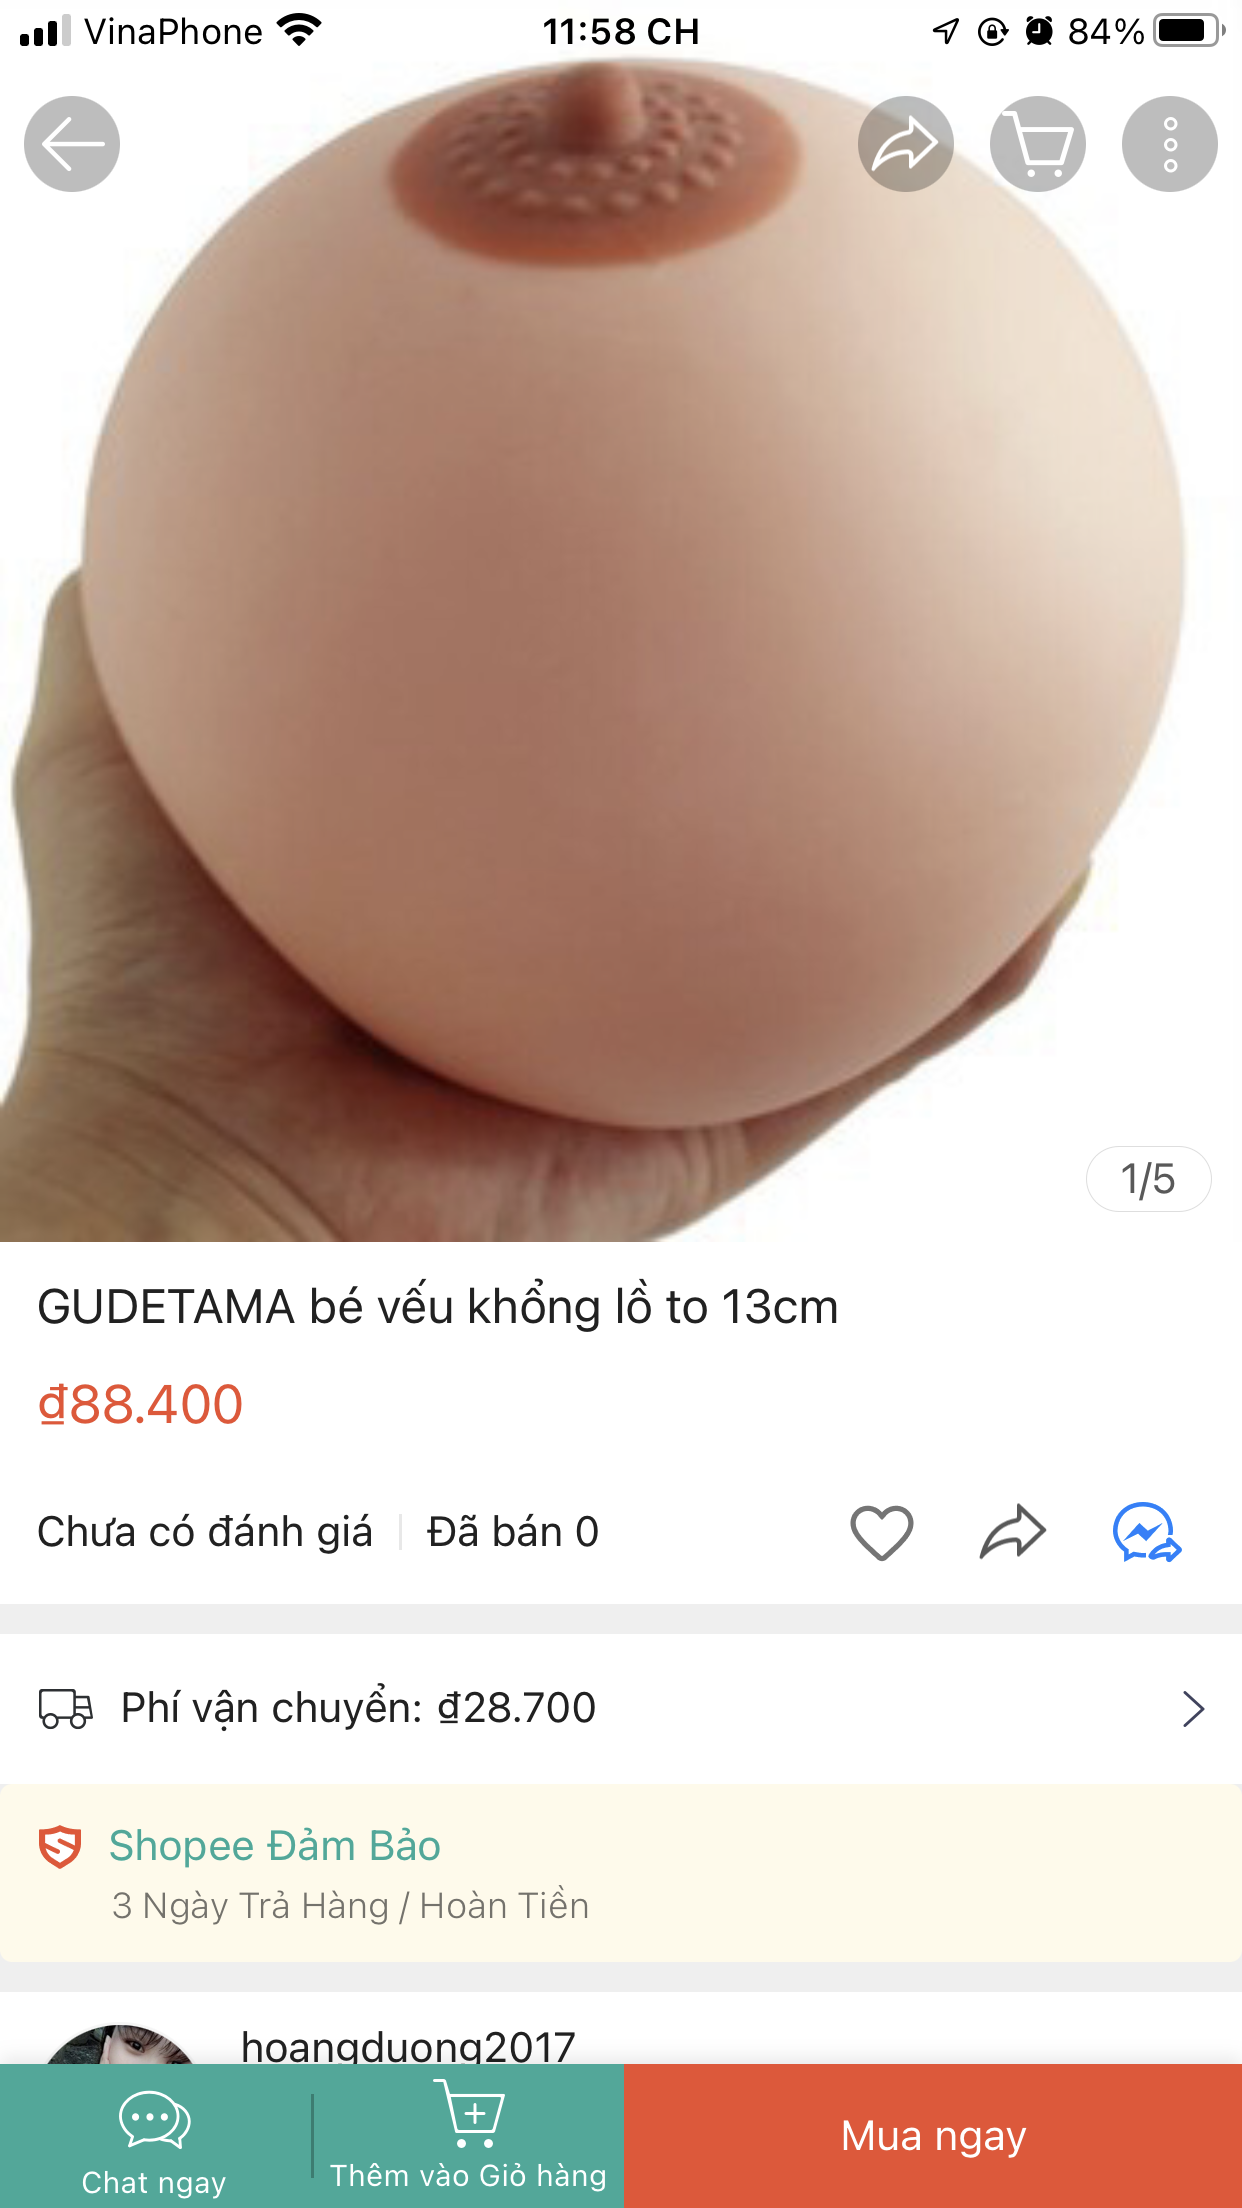 VinaPhone 11:58 CH 84%
1/5
GUDETAMA bé vếu khổng lồ to 13cm
₫88.400
Chưa có đánh giá Đã bán 0
Phí vận chuyển: ₫28.700
Shopee Đảm Bảo
3 Ngày Trả Hàng / Hoàn Tiền
hoangduong2017
Chat ngay Thêm vào Giỏ hàng Mua ngay